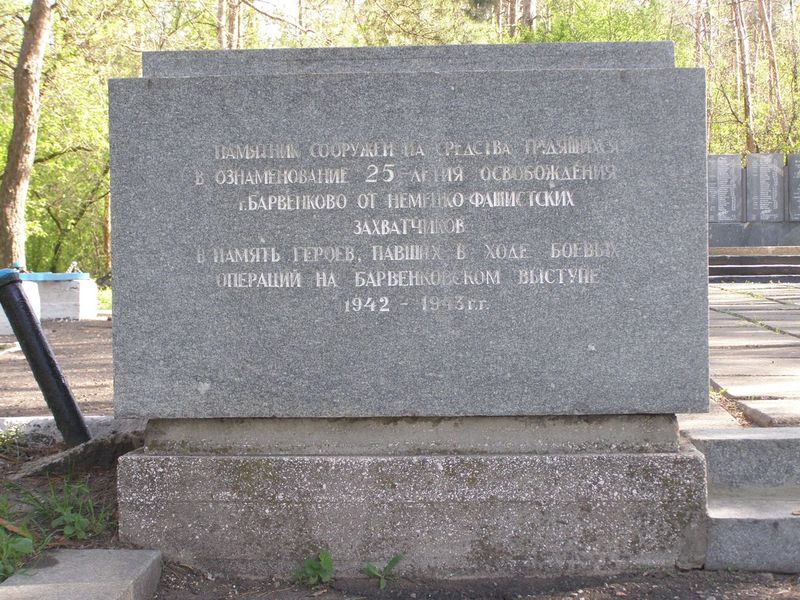 ПАМЯТНИК СООРУЖЕН НА СРЕДСТВА ТРУДЯЩИХСЯ
В ОЗНАМЕНОВАНИЕ 25-ЛЕТИЯ ОСВОБОЖДЕНИЯ
г. БАРВЕНКОВО ОТ НЕМЕЦКО-ФАШИСТСКИХ
ЗАХВАТЧИКОВ
В ПАМЯТЬ ГЕРОЕВ, ПАВШИХ В ХОДЕ БОЕВЫХ
ОПЕРАЦИЙ НА БАРВЕНКОВСКОМ ВЫСТУПЕ
1942 - 1943 г.г.